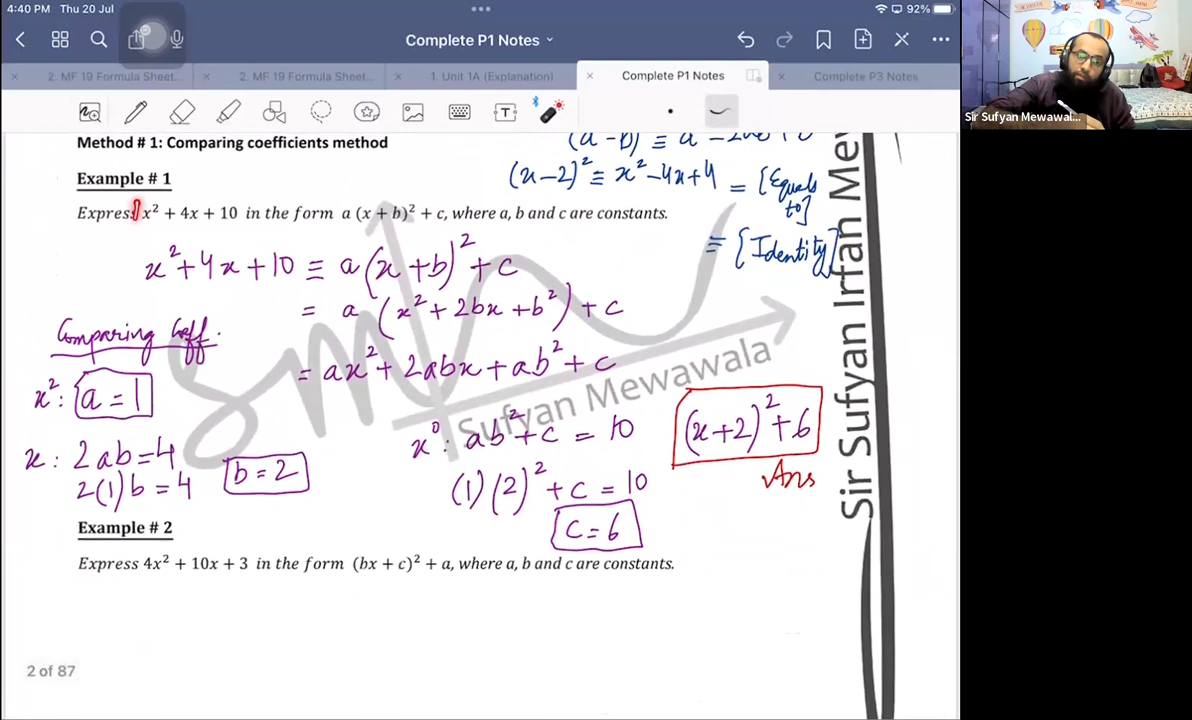 4:40 PM Thu 20 Jul
92%
Complete P1 Notes
2. MF 19 Formula Sheet...
2. MF 19 Formula Sheet...
1. Unit 1A (Explanation)
Complete P1 Notes
Complete P3 Notes
Sir Sufyan Mewawal...
Method # 1: Comparing coefficients method
Example # 1
Express x² + 4x + 10 in the form a (x + b)² + c, where a, b and c are constants.
(x-2)² ≡ x²-4x+4
= [Equals to]
≡ [Identity]
x²+4x+10 ≡ a(x+b)²+c
= a (x²+2bx+b²)+c
= ax²+2abx+ab²+c
Comparing Coeff.
x²: a=1
x: 2ab=4
2(1)b=4
b=2
x⁰: ab²+c = 10
(1)(2)²+c = 10
c=6
(x+2)²+6
Ans
Sufyan Mewawala
Sir Sufyan Irfan Mew
Example # 2
Express 4x² + 10x + 3 in the form (bx + c)² + a, where a, b and c are constants.
2 of 87